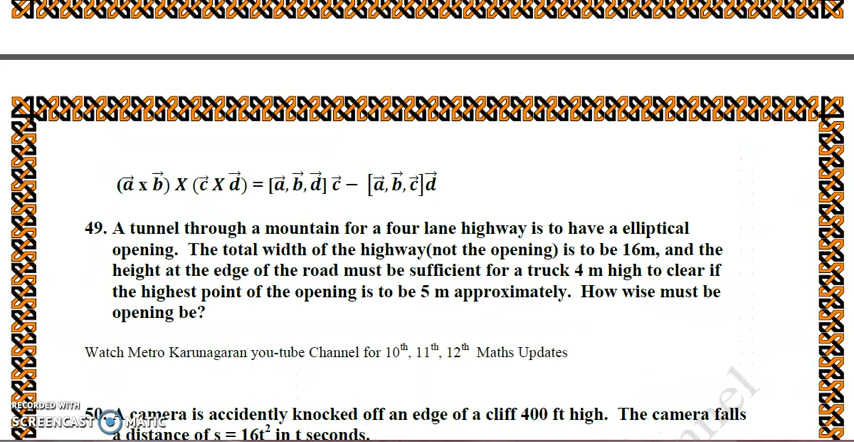 (a⃗ x b⃗) X (c⃗ X d⃗) = [a⃗, b⃗, d⃗] c⃗ − [a⃗, b⃗, c⃗]d⃗
49. A tunnel through a mountain for a four lane highway is to have a elliptical
opening. The total width of the highway(not the opening) is to be 16m, and the
height at the edge of the road must be sufficient for a truck 4 m high to clear if
the highest point of the opening is to be 5 m approximately. How wise must be
opening be?
Watch Metro Karunagaran you-tube Channel for 10th, 11th, 12th Maths Updates
RECORDED WITH
SCREENCAST MATIC
50. A camera is accidently knocked off an edge of a cliff 400 ft high. The camera falls
a distance of s = 16t² in t seconds.
nnel